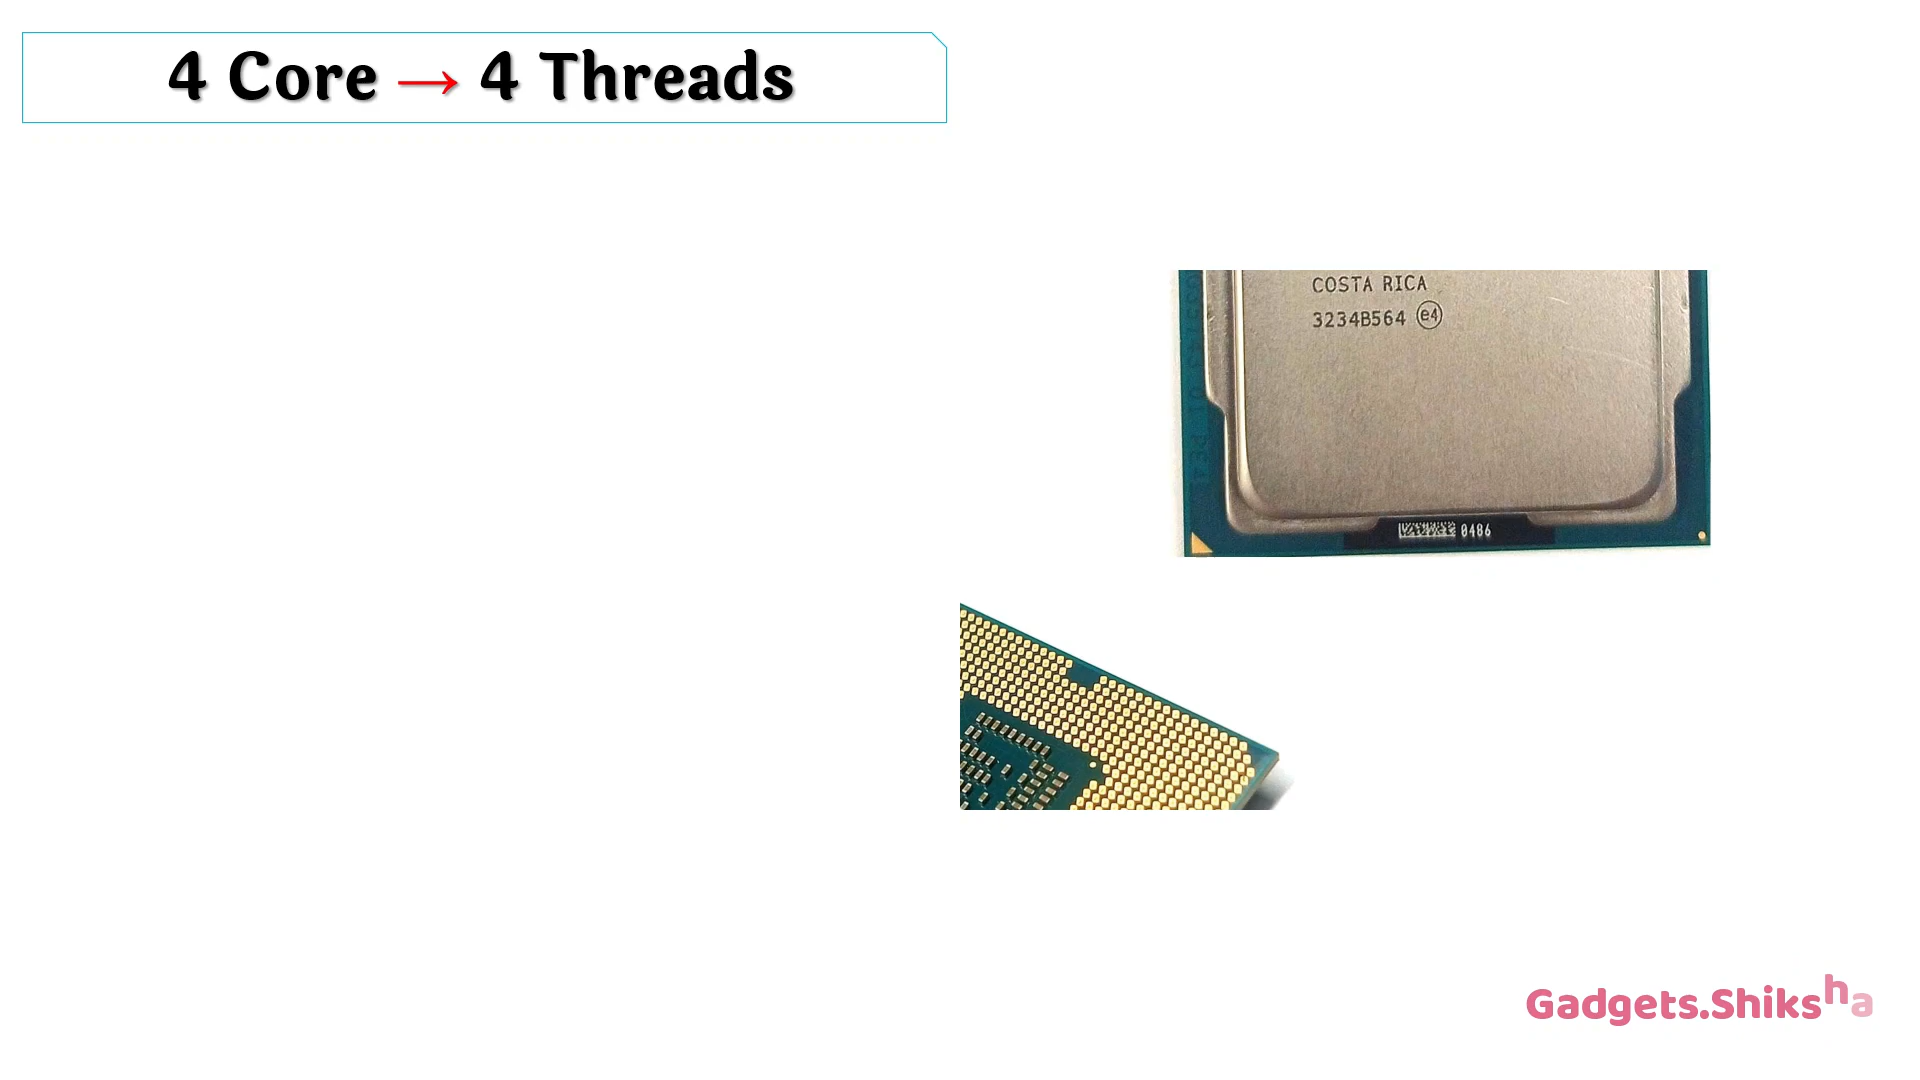 4 Core → 4 Threads
COSTA RICA
3234B564 e4
0486
Gadgets.Shiksha